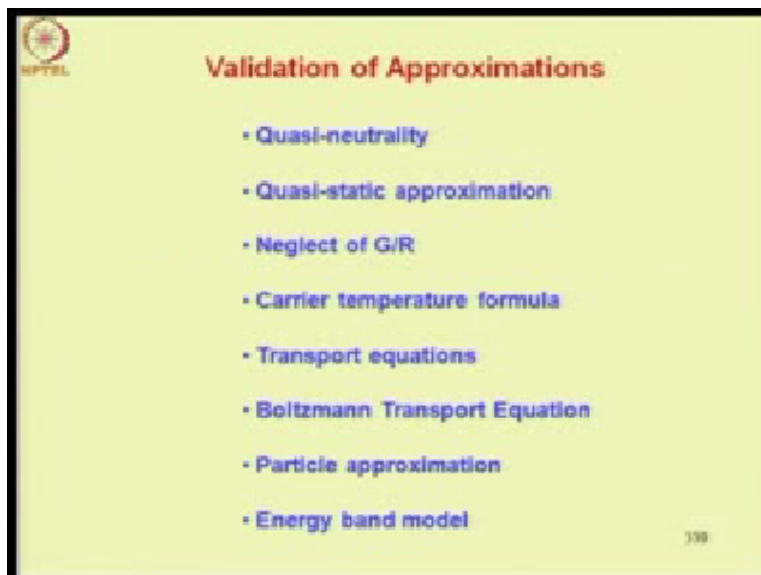 NPTEL
Validation of Approximations
• Quasi-neutrality
• Quasi-static approximation
• Neglect of G/R
• Carrier temperature formula
• Transport equations
• Boltzmann Transport Equation
• Particle approximation
• Energy band model